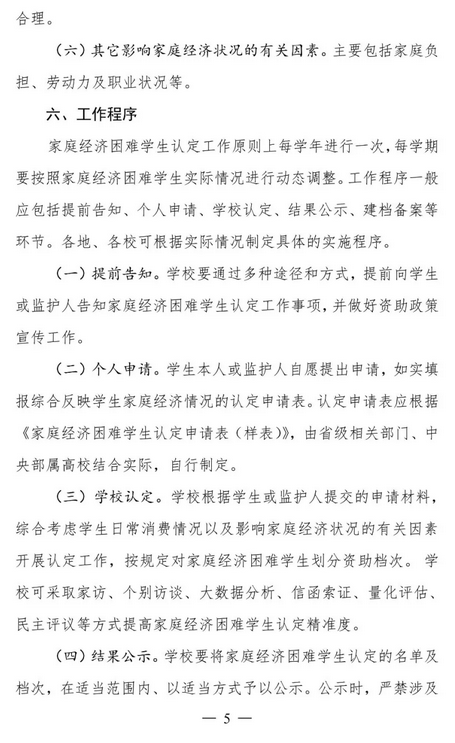 合理。
（六）其它影响家庭经济状况的有关因素。主要包括家庭负
担、劳动力及职业状况等。
六、工作程序
家庭经济困难学生认定工作原则上每学年进行一次，每学期
要按照家庭经济困难学生实际情况进行动态调整。工作程序一般
应包括提前告知、个人申请、学校认定、结果公示、建档备案等
环节。各地、各校可根据实际情况制定具体的实施程序。
（一）提前告知。学校要通过多种途径和方式，提前向学生
或监护人告知家庭经济困难学生认定工作事项，并做好资助政策
宣传工作。
（二）个人申请。学生本人或监护人自愿提出申请，如实填
报综合反映学生家庭经济情况的认定申请表。认定申请表应根据
《家庭经济困难学生认定申请表（样表）》，由省级相关部门、中
央部属高校结合实际，自行制定。
（三）学校认定。学校根据学生或监护人提交的申请材料，
综合考虑学生日常消费情况以及影响家庭经济状况的有关因素
开展认定工作，按规定对家庭经济困难学生划分资助档次。 学
校可采取家访、个别访谈、大数据分析、信函索证、量化评估、
民主评议等方式提高家庭经济困难学生认定精准度。
（四）结果公示。学校要将家庭经济困难学生认定的名单及
档次，在适当范围内、以适当方式予以公示。公示时，严禁涉及
— 5 —